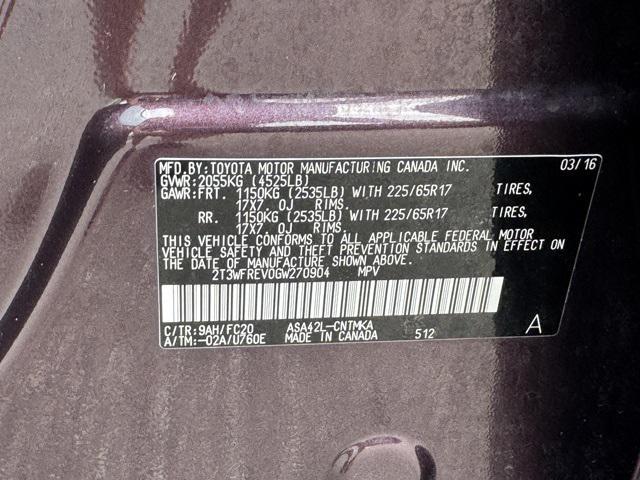 MFD.BY:TOYOTA MOTOR MANUFACTURING CANADA INC. 03/16
GVWR:2055KG (4525LB)
GAWR:FRT. 1150KG (2535LB) WITH 225/65R17 TIRES,
17X7.0J RIMS.
RR. 1150KG (2535LB) WITH 225/65R17 TIRES,
17X7.0J RIMS.
THIS VEHICLE CONFORMS TO ALL APPLICABLE FEDERAL MOTOR
VEHICLE SAFETY AND THEFT PREVENTION STANDARDS IN EFFECT ON
THE DATE OF MANUFACTURE SHOWN ABOVE.
2T3WFREV0GW270904 MPV
C/TR:9AH/FC20 ASA42L-CNTMKA
A/TM:-02A/U760E MADE IN CANADA 512 A